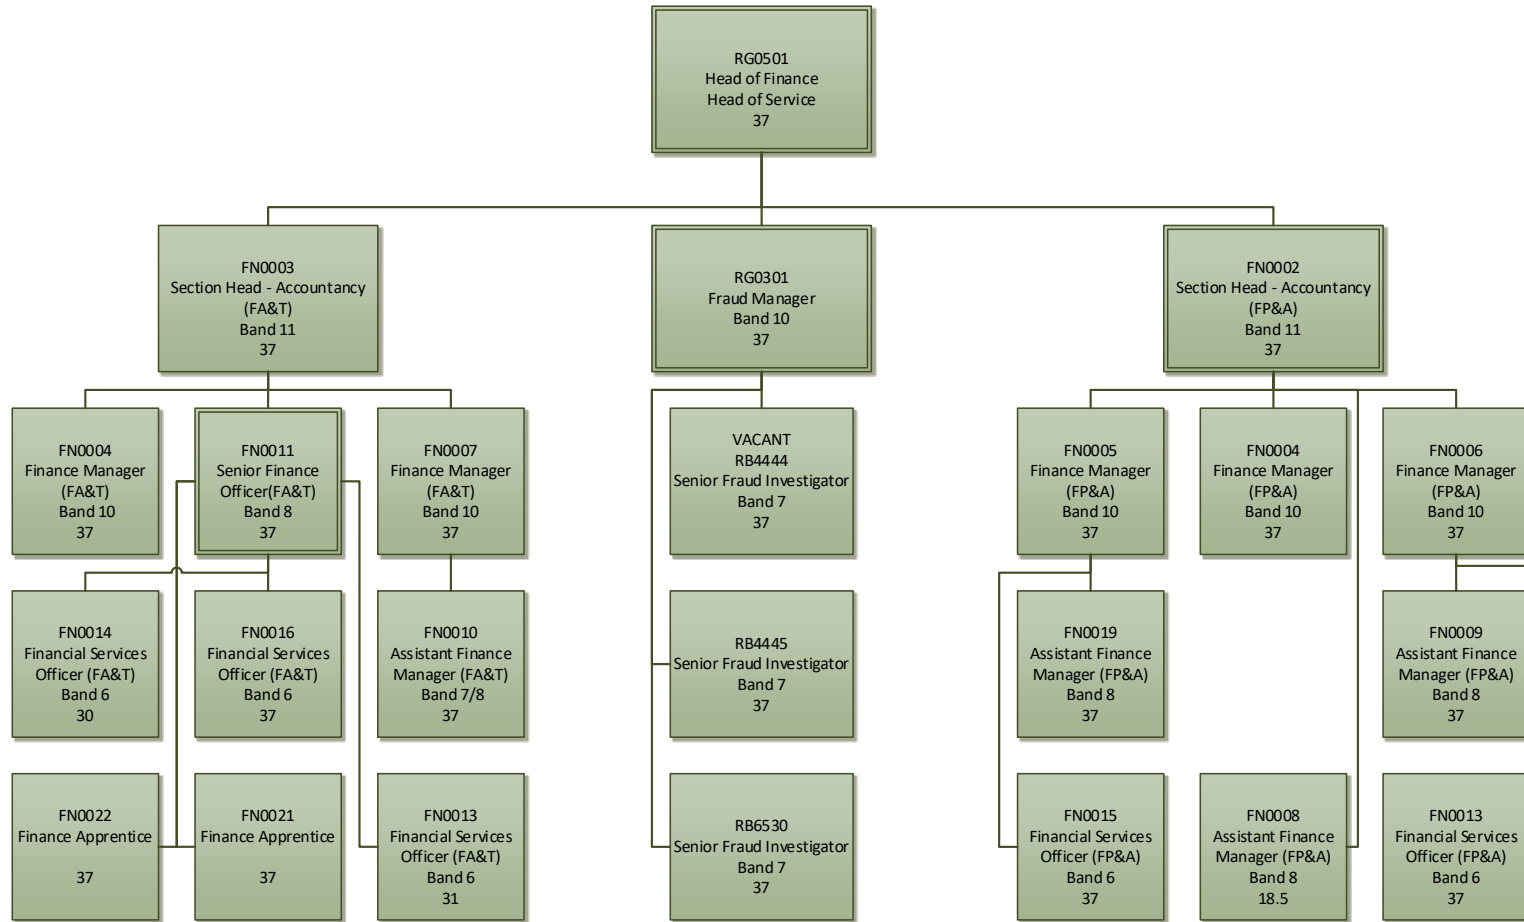 RG0501
Head of Finance
Head of Service
37
FN0003
Section Head - Accountancy
(FA&T)
Band 11
37
RG0301
Fraud Manager
Band 10
37
FN0002
Section Head - Accountancy
(FP&A)
Band 11
37
FN0004
Finance Manager
(FA&T)
Band 10
37
FN0011
Senior Finance
Officer(FA&T)
Band 8
37
FN0007
Finance Manager
(FA&T)
Band 10
37
VACANT
RB4444
Senior Fraud Investigator
Band 7
37
FN0005
Finance Manager
(FP&A)
Band 10
37
FN0004
Finance Manager
(FP&A)
Band 10
37
FN0006
Finance Manager
(FP&A)
Band 10
37
FN0014
Financial Services
Officer (FA&T)
Band 6
30
FN0016
Financial Services
Officer (FA&T)
Band 6
37
FN0010
Assistant Finance
Manager (FA&T)
Band 7/8
37
RB4445
Senior Fraud Investigator
Band 7
37
FN0019
Assistant Finance
Manager (FP&A)
Band 8
37
FN0009
Assistant Finance
Manager (FP&A)
Band 8
37
FN0022
Finance Apprentice
37
FN0021
Finance Apprentice
37
FN0013
Financial Services
Officer (FA&T)
Band 6
31
RB6530
Senior Fraud Investigator
Band 7
37
FN0015
Financial Services
Officer (FP&A)
Band 6
37
FN0008
Assistant Finance
Manager (FP&A)
Band 8
18.5
FN0013
Financial Services
Officer (FP&A)
Band 6
37